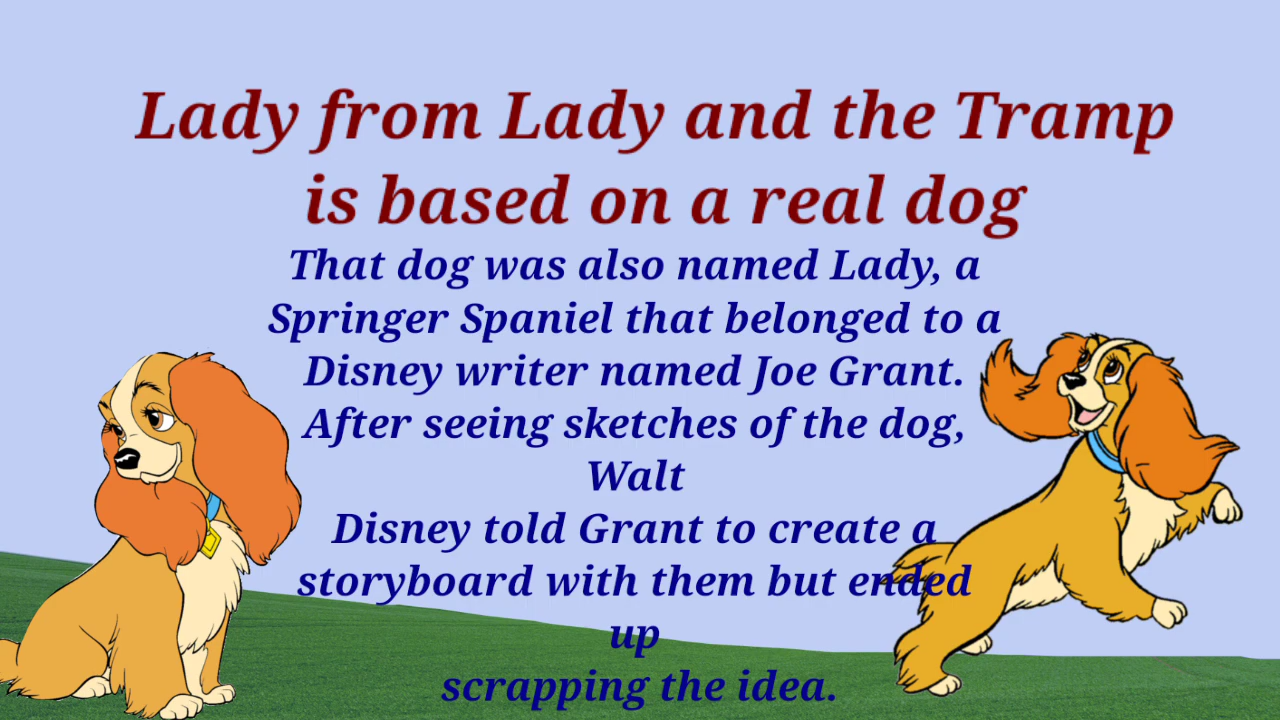 Lady from Lady and the Tramp
is based on a real dog
That dog was also named Lady, a
Springer Spaniel that belonged to a
Disney writer named Joe Grant.
After seeing sketches of the dog,
Walt
Disney told Grant to create a
storyboard with them but ended
up
scrapping the idea.